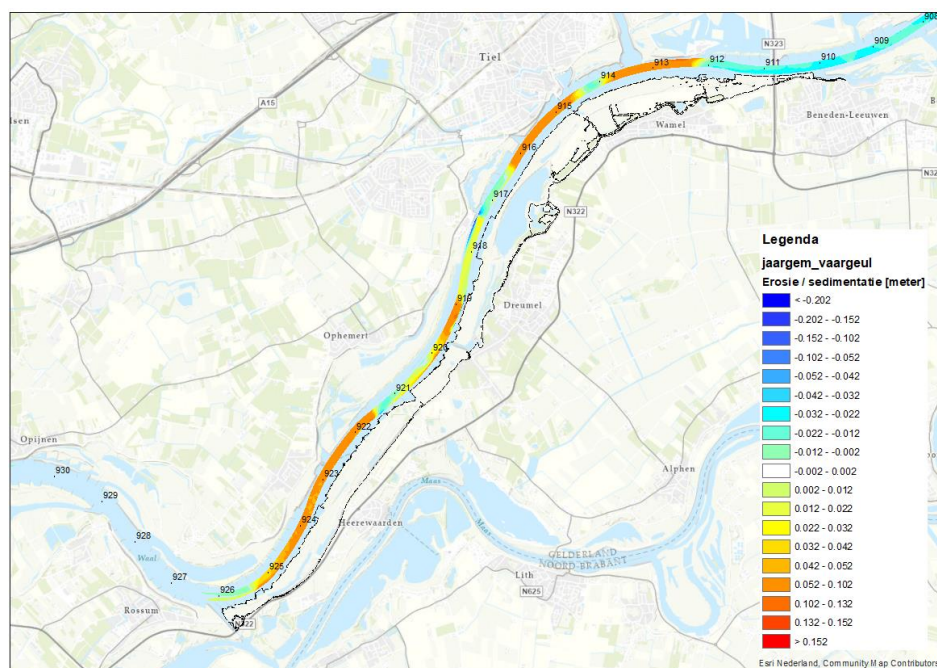 908
909
N323
910
911
912
913
914
Tiel
915
A15
Wamel
Beneden-Leeuwen
916
917
N322
918
919
Dreumel
Ophemert
920
921
922
923
924
925
926
Opijnen
930
929
928
927
Waal
Rossum
Heerewaarden
Maas
Maas
Alphen
GELDERLAND
NOORD BRABANT
Lith
N625
N322
Legenda
jaargem_vaargeul
Erosie / sedimentatie [meter]
< -0.202
-0.202 - -0.152
-0.152 - -0.102
-0.102 - -0.052
-0.052 - -0.042
-0.042 - -0.032
-0.032 - -0.022
-0.022 - -0.012
-0.012 - -0.002
-0.002 - 0.002
0.002 - 0.012
0.012 - 0.022
0.022 - 0.032
0.032 - 0.042
0.042 - 0.052
0.052 - 0.102
0.102 - 0.132
0.132 - 0.152
> 0.152
Esri Nederland, Community Map Contributors